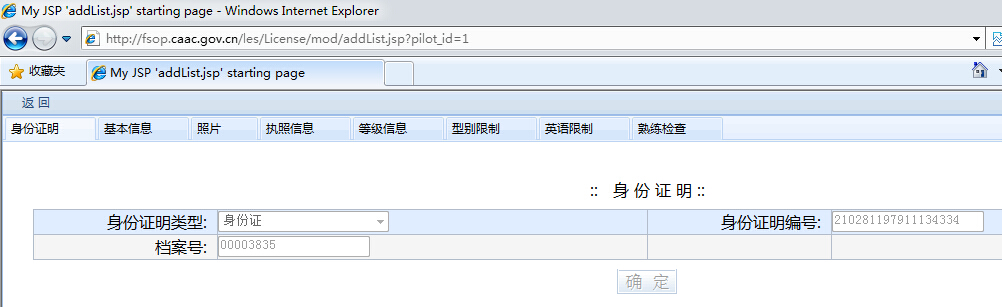 My JSP 'addList.jsp' starting page - Windows Internet Explorer
http://fsop.caac.gov.cn/les/License/mod/addList.jsp?pilot_id=1
收藏夹 My JSP 'addList.jsp' starting page
返 回
身份证明 基本信息 照片 执照信息 等级信息 型别限制 英语限制 熟练检查
:: 身 份 证 明 ::
身份证明类型: 身份证 身份证明编号: 210281197911134334
档案号: 00003835
确 定